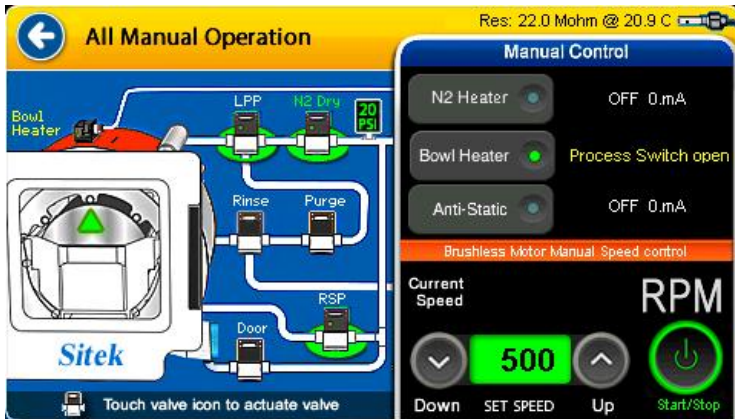 All Manual Operation
Res: 22.0 Mohm @ 20.9 C
Manual Control
N2 Heater
OFF 0.mA
Bowl Heater
Process Switch open
Anti-Static
OFF 0.mA
Brushless Motor Manual Speed control
Current
Speed
RPM
500
Down
SET SPEED
Up
Start/Stop
Bowl
Heater
LPP
N2 Dry
20
PSI
Rinse
Purge
RSP
Door
Sitek
Touch valve icon to actuate valve